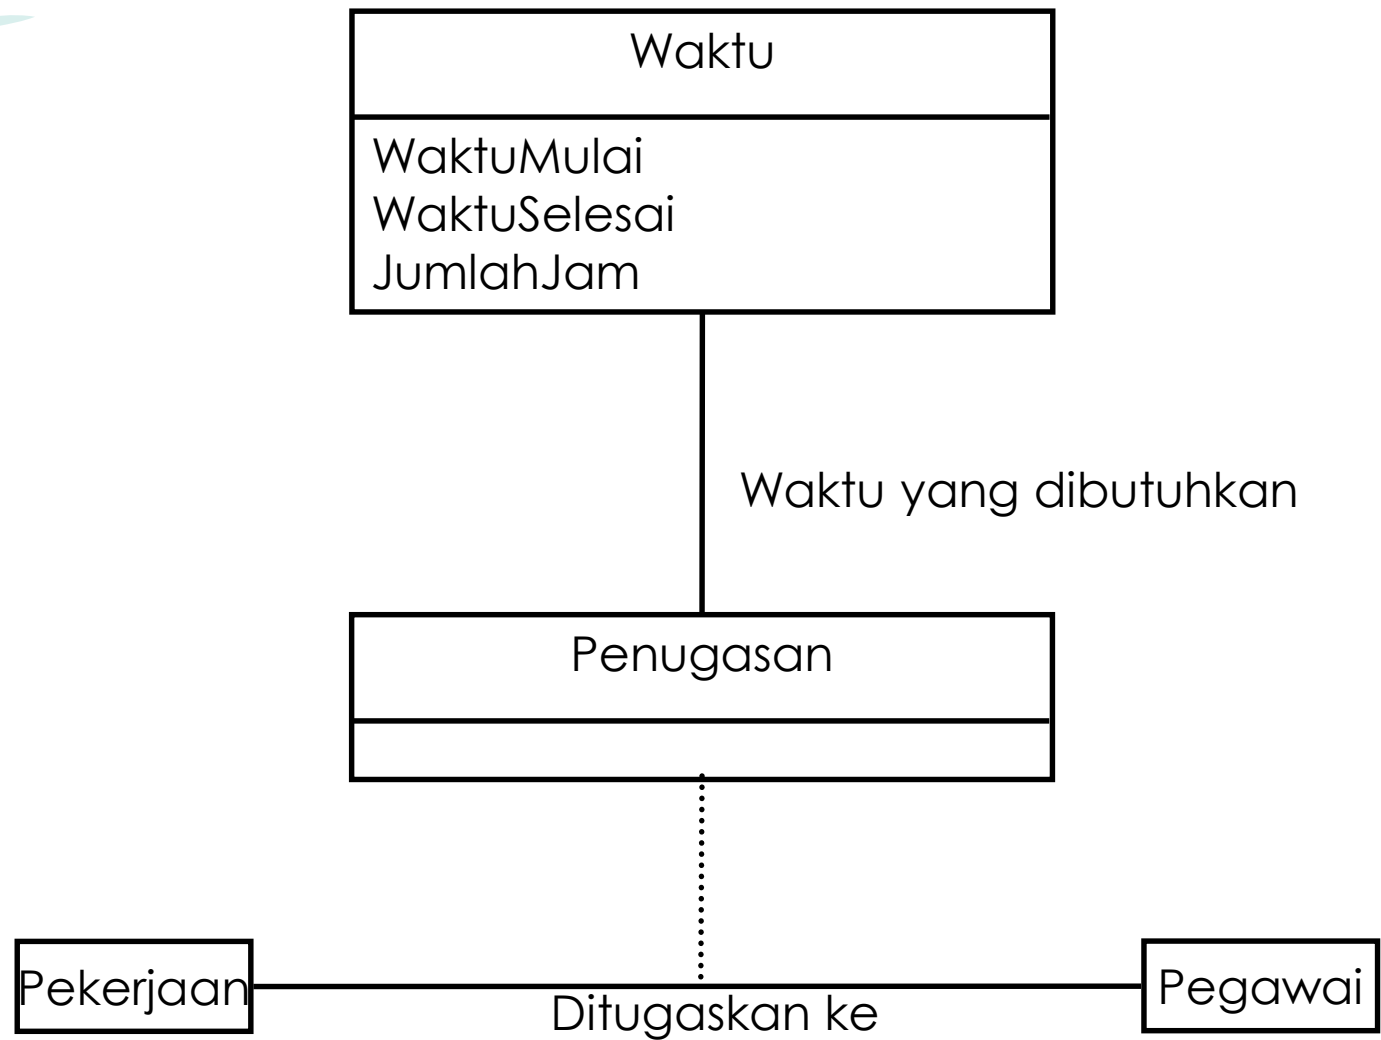 Waktu
WaktuMulai
WaktuSelesai
JumlahJam
Waktu yang dibutuhkan
Penugasan
Pekerjaan
Ditugaskan ke
Pegawai